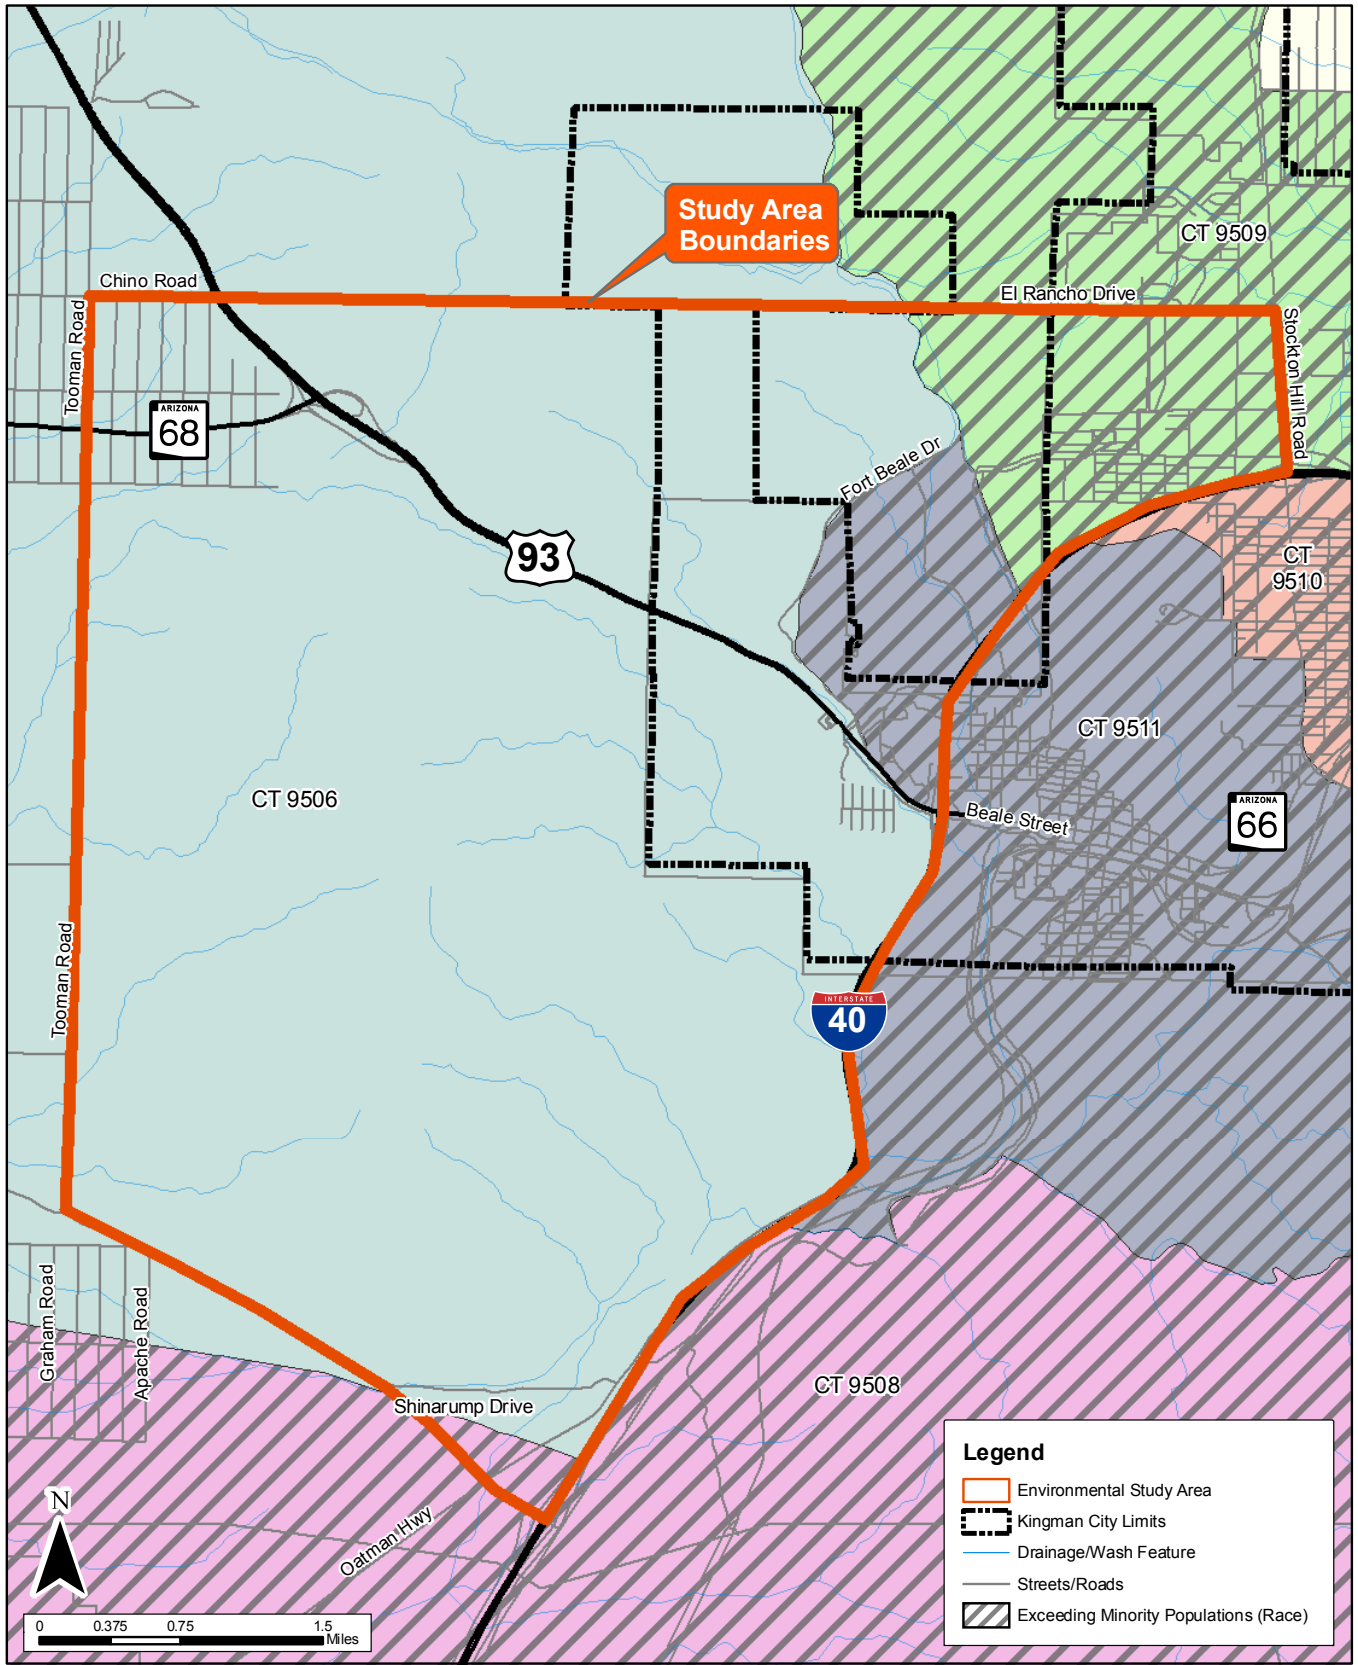 Study Area
Boundaries
CT 9509
Chino Road
El Rancho Drive
Tooman Road
Stockton Hill Road
ARIZONA
68
Fort Beale Dr
93
CT
9510
CT 9511
CT 9506
ARIZONA
66
Beale Street
Tooman Road
INTERSTATE
40
Graham Road
Apache Road
CT 9508
Shinarump Drive
Oatman Hwy
N
0 0.375 0.75 1.5
Miles
Legend
Environmental Study Area
Kingman City Limits
Drainage/Wash Feature
Streets/Roads
Exceeding Minority Populations (Race)